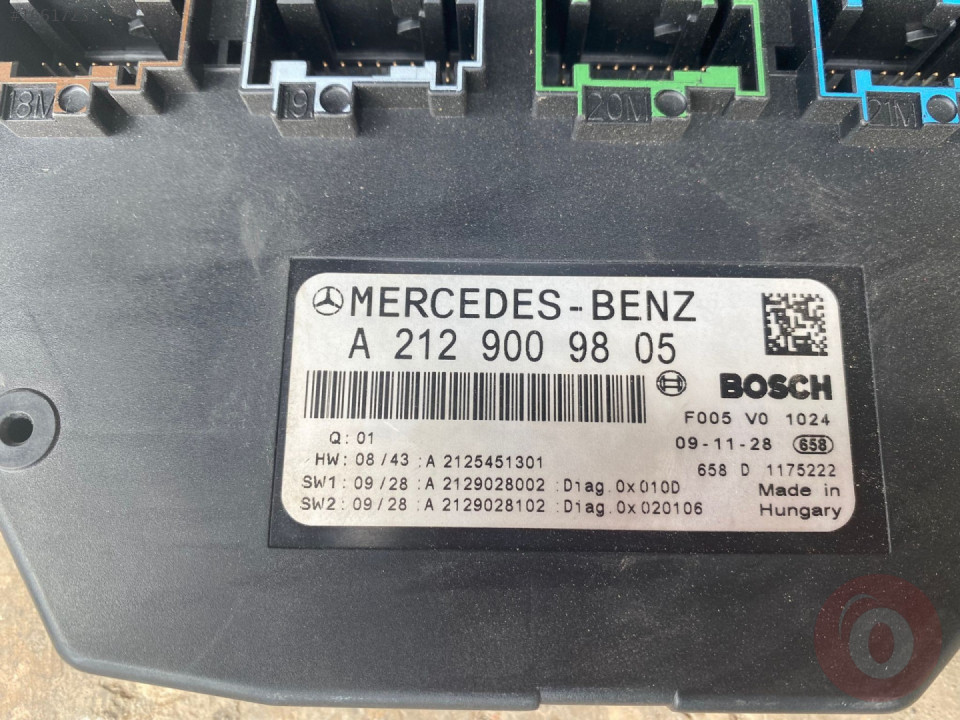 18M
19
20M
21M
MERCEDES-BENZ
A 212 900 98 05
BOSCH
F005 V0 1024
Q: 01
09-11-28 658
HW: 08/43 :A 2125451301
658 D 1175222
SW1: 09/28 :A 2129028002 :Diag.0x010D
Made in
SW2: 09/28 :A 2129028102 :Diag.0x020106
Hungary